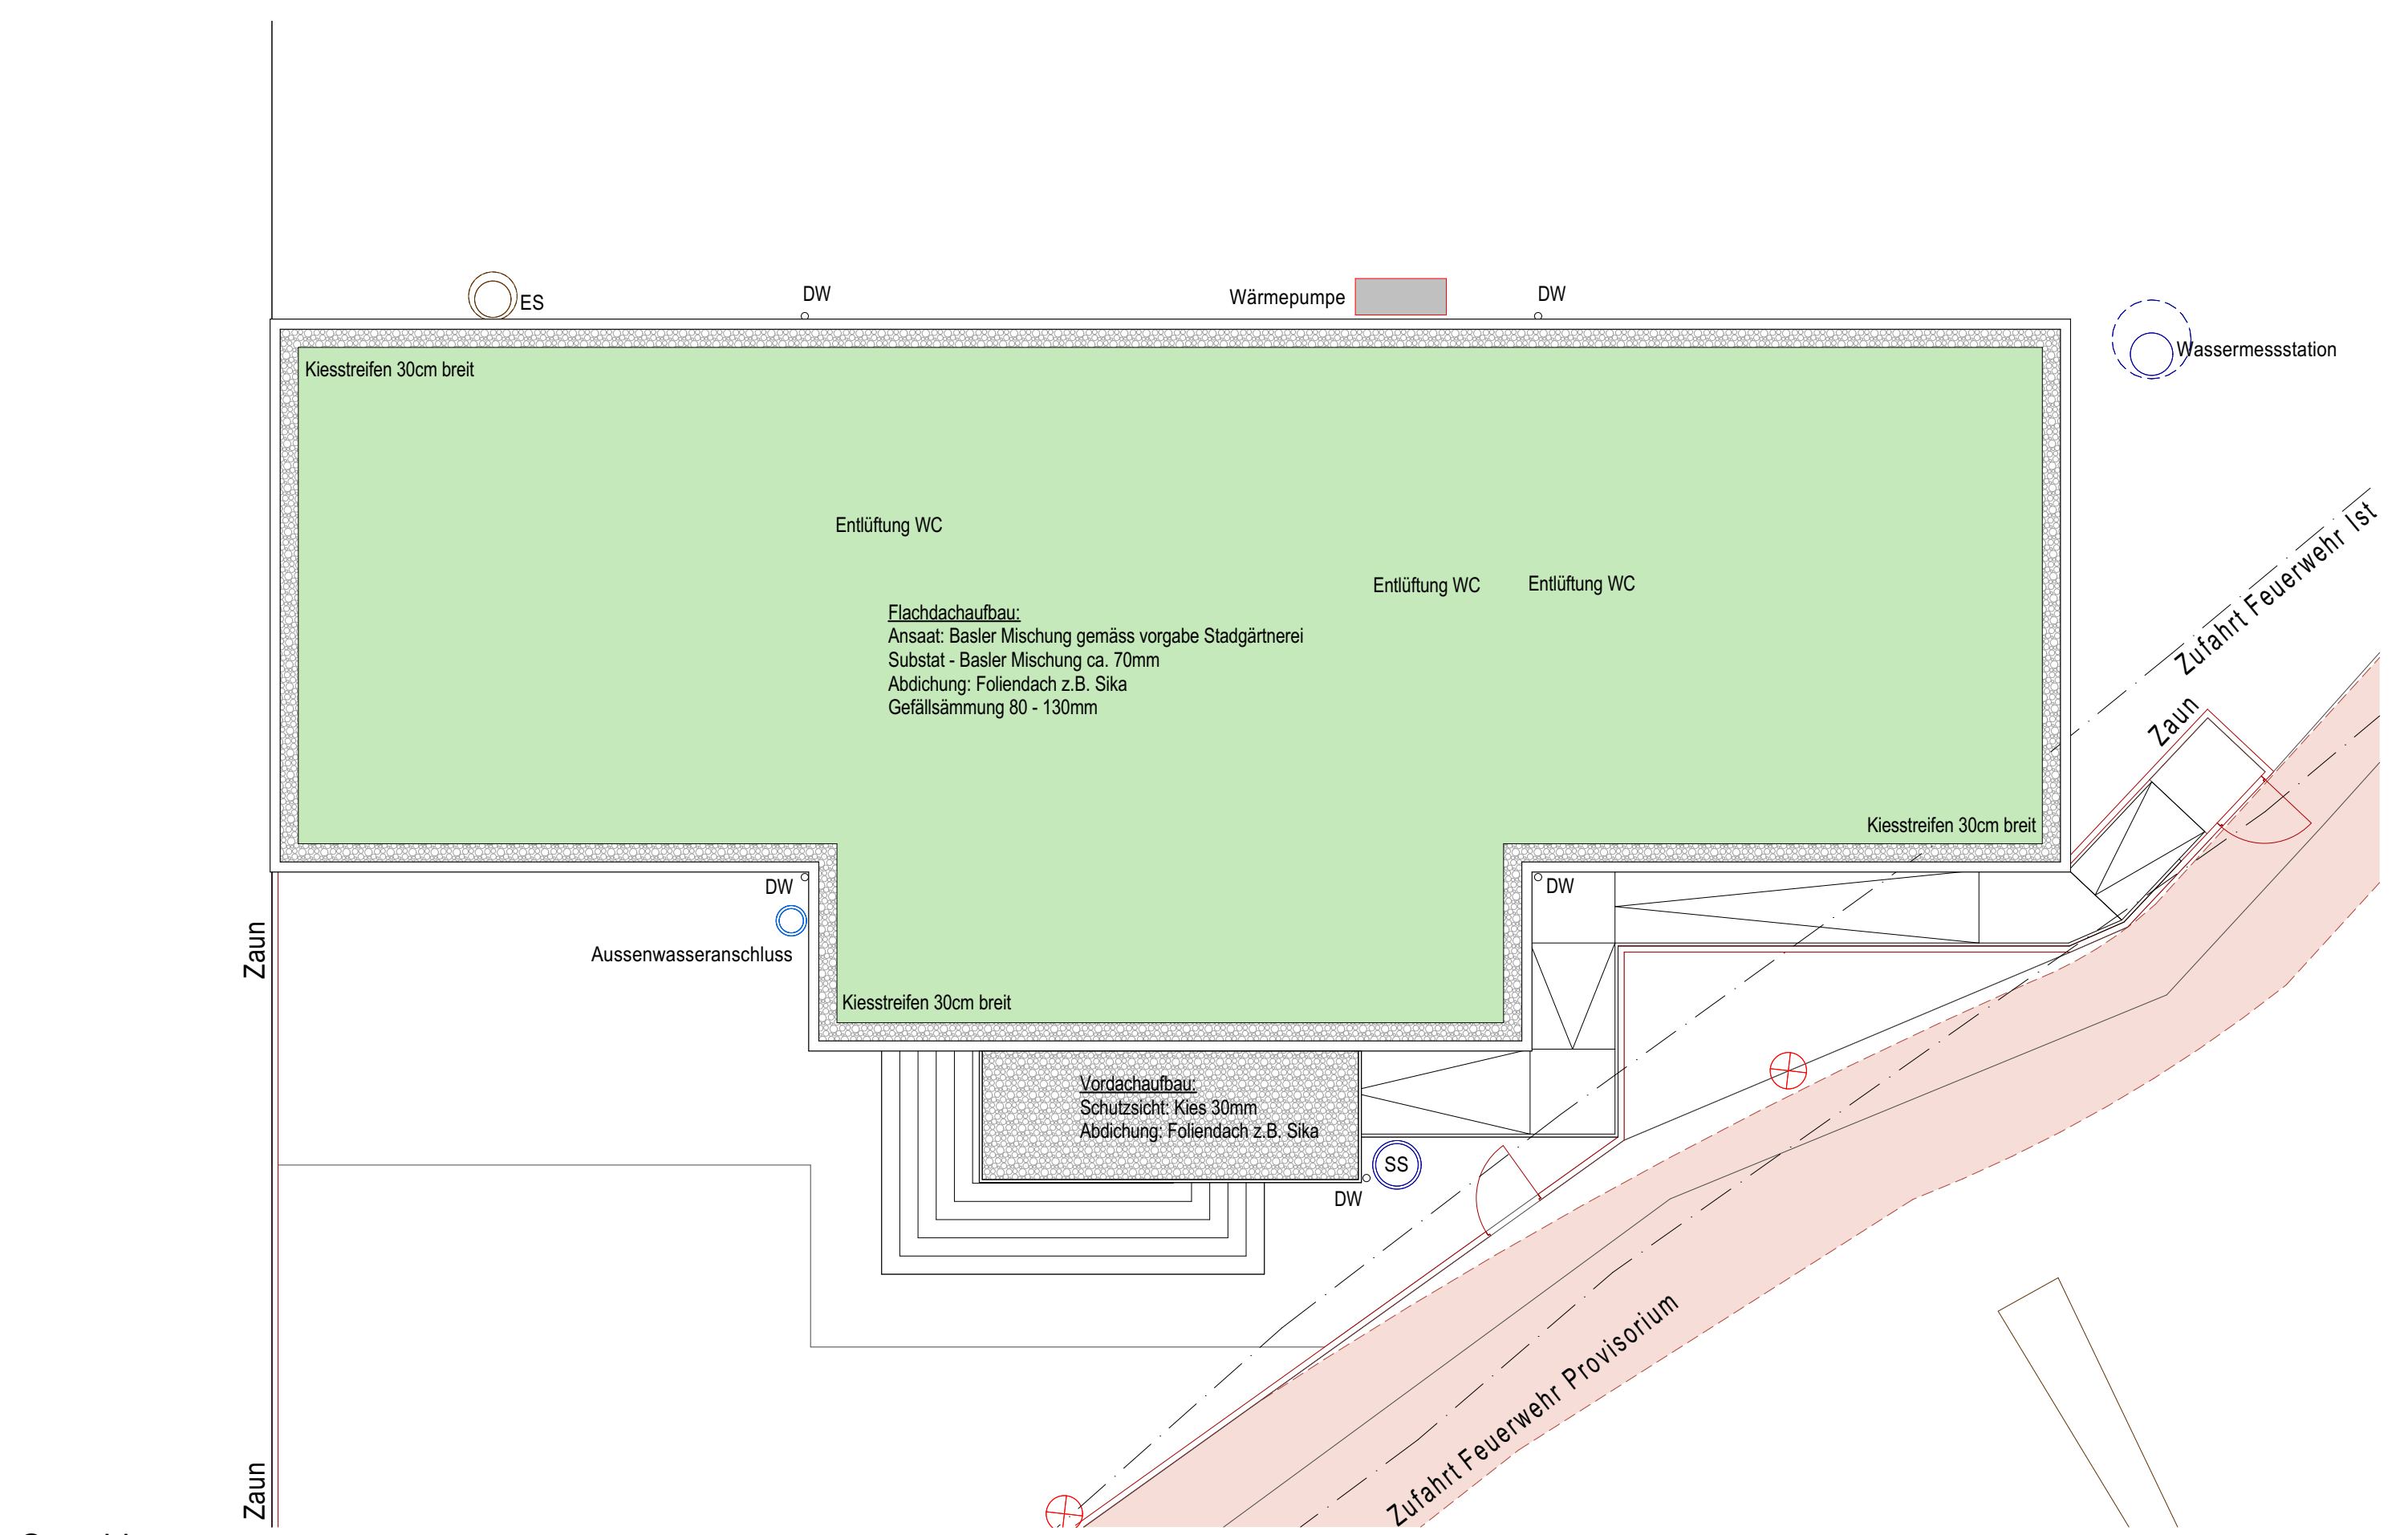 DW
Wärmepumpe
DW
ES
Wassermessstation
Kiesstreifen 30cm breit
Entlüftung WC
Entlüftung WC
Entlüftung WC
Zufahrt Feuerwehr Ist
Flachdachaufbau:
Ansaat: Basler Mischung gemäss vorgabe Stadgärtnerei
Substat - Basler Mischung ca. 70mm
Abdichung: Foliendach z.B. Sika
Gefällsämmung 80 - 130mm
Zaun
Kiesstreifen 30cm breit
DW
DW
Zaun
Aussenwasseranschluss
Kiesstreifen 30cm breit
Vordachaufbau:
Schutzsicht: Kies 30mm
Abdichung: Foliendach z.B. Sika
SS
DW
Zufahrt Feuerwehr Provisorium
Zaun